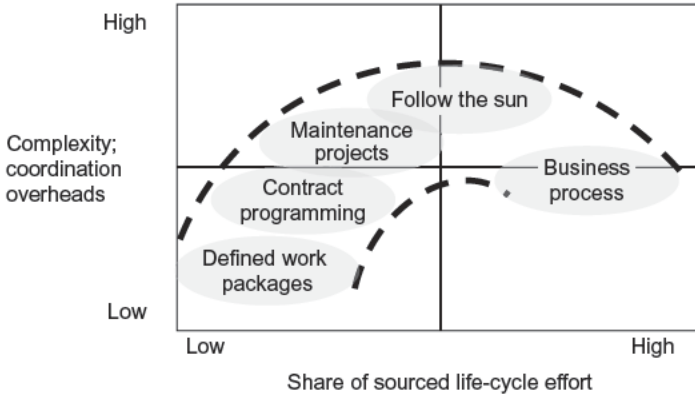 High
Follow the sun
Maintenance
projects
Complexity;
coordination
overheads
Business
process
Contract
programming
Defined work
packages
Low
Low
High
Share of sourced life-cycle effort